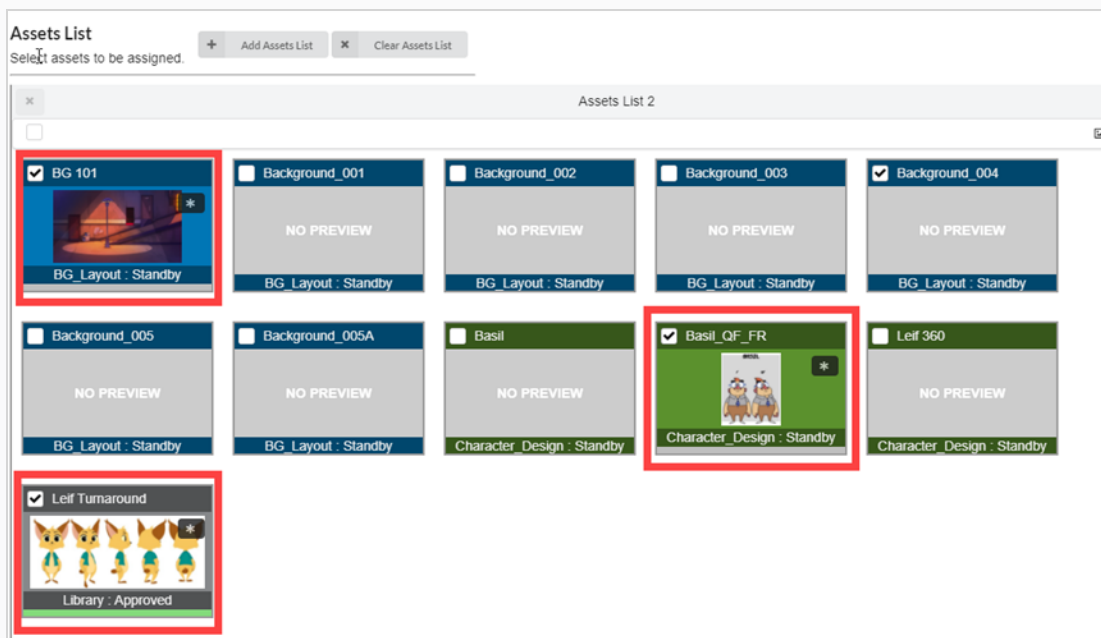 Assets List
Select assets to be assigned.
+ Add Assets List
× Clear Assets List
× Assets List 2
BG 101
*
BG_Layout : Standby
Background_001
NO PREVIEW
BG_Layout : Standby
Background_002
NO PREVIEW
BG_Layout : Standby
Background_003
NO PREVIEW
BG_Layout : Standby
Background_004
NO PREVIEW
BG_Layout : Standby
Background_005
NO PREVIEW
BG_Layout : Standby
Background_005A
NO PREVIEW
BG_Layout : Standby
Basil
NO PREVIEW
Character_Design : Standby
Basil_QF_FR
BASIL
*
Character_Design : Standby
Leif 360
NO PREVIEW
Character_Design : Standby
Leif Turnaround
*
Library : Approved